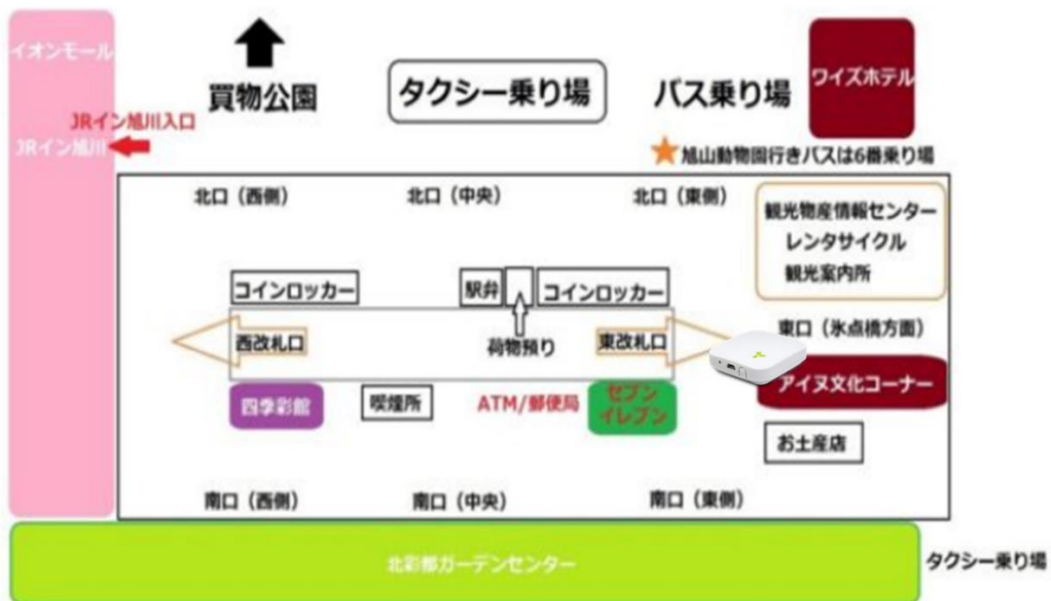 イオンモール
買物公園
タクシー乗り場
バス乗り場
ワイズホテル
JRイン旭川入口
JRイン旭川
旭山動物園行きバスは6番乗り場
北口（西側）
北口（中央）
北口（東側）
観光物産情報センター
レンタサイクル
観光案内所
コインロッカー
駅弁
コインロッカー
西改札口
荷物預り
東改札口
東口（氷点橋方面）
四季彩館
喫煙所
ATM/郵便局
セブン
イレブン
アイヌ文化コーナー
お土産店
南口（西側）
南口（中央）
南口（東側）
北彩都ガーデンセンター
タクシー乗り場